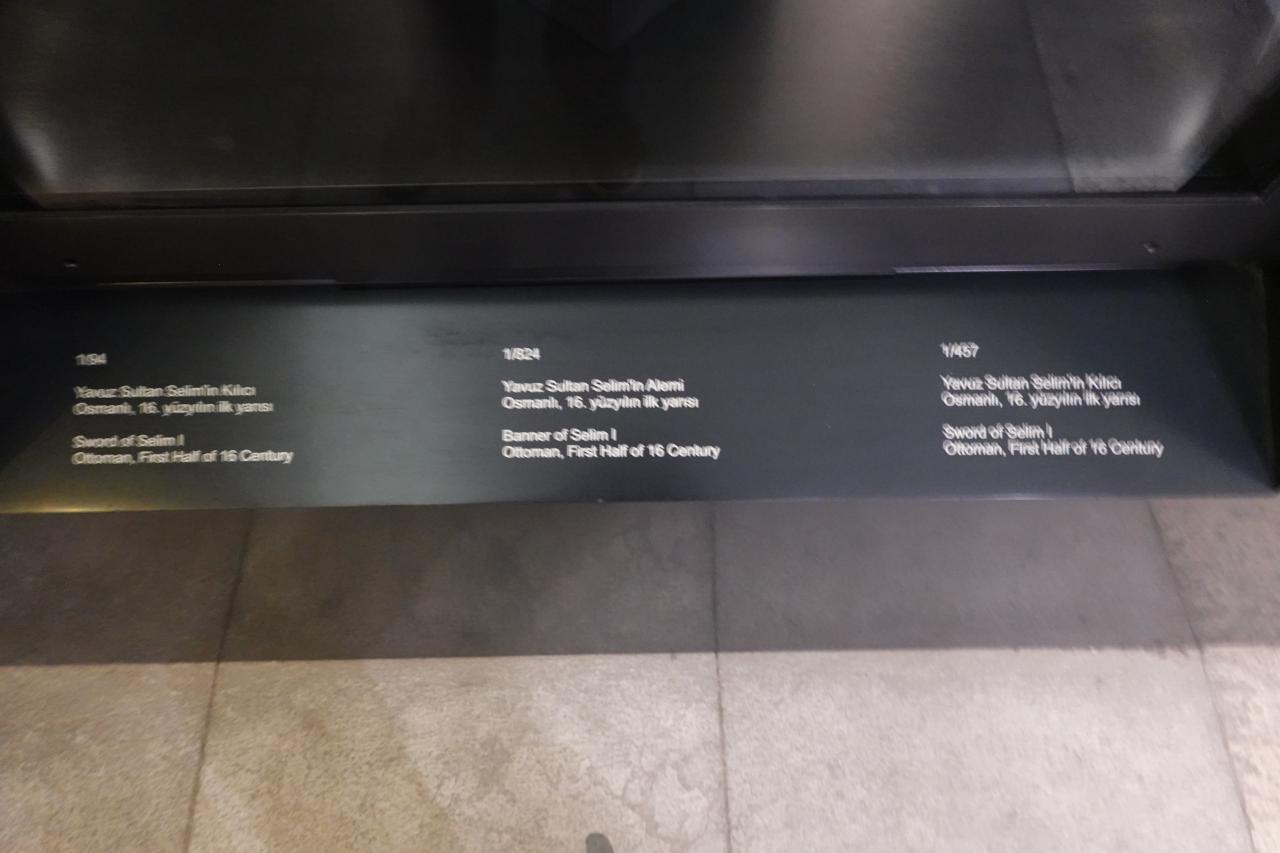 1/94
Yavuz Sultan Selim'in Kılıcı
Osmanlı, 16. yüzyılın ilk yarısı
Sword of Selim I
Ottoman, First Half of 16 Century
1/824
Yavuz Sultan Selim'in Alemi
Osmanlı, 16. yüzyılın ilk yarısı
Banner of Selim I
Ottoman, First Half of 16 Century
1/457
Yavuz Sultan Selim'in Kılıcı
Osmanlı, 16. yüzyılın ilk yarısı
Sword of Selim I
Ottoman, First Half of 16 Century